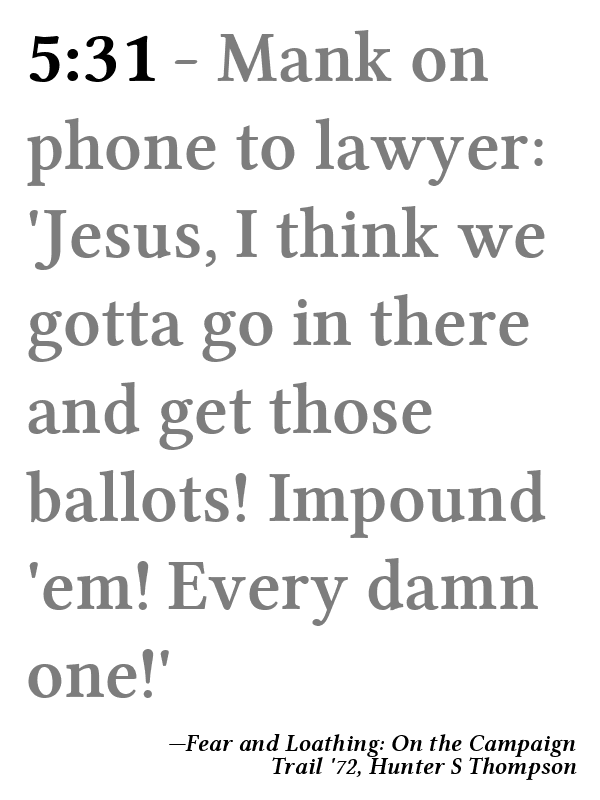 5:31 – Mank on
phone to lawyer:
'Jesus, I think we
gotta go in there
and get those
ballots! Impound
'em! Every damn
one!'
—Fear and Loathing: On the Campaign
Trail '72, Hunter S Thompson